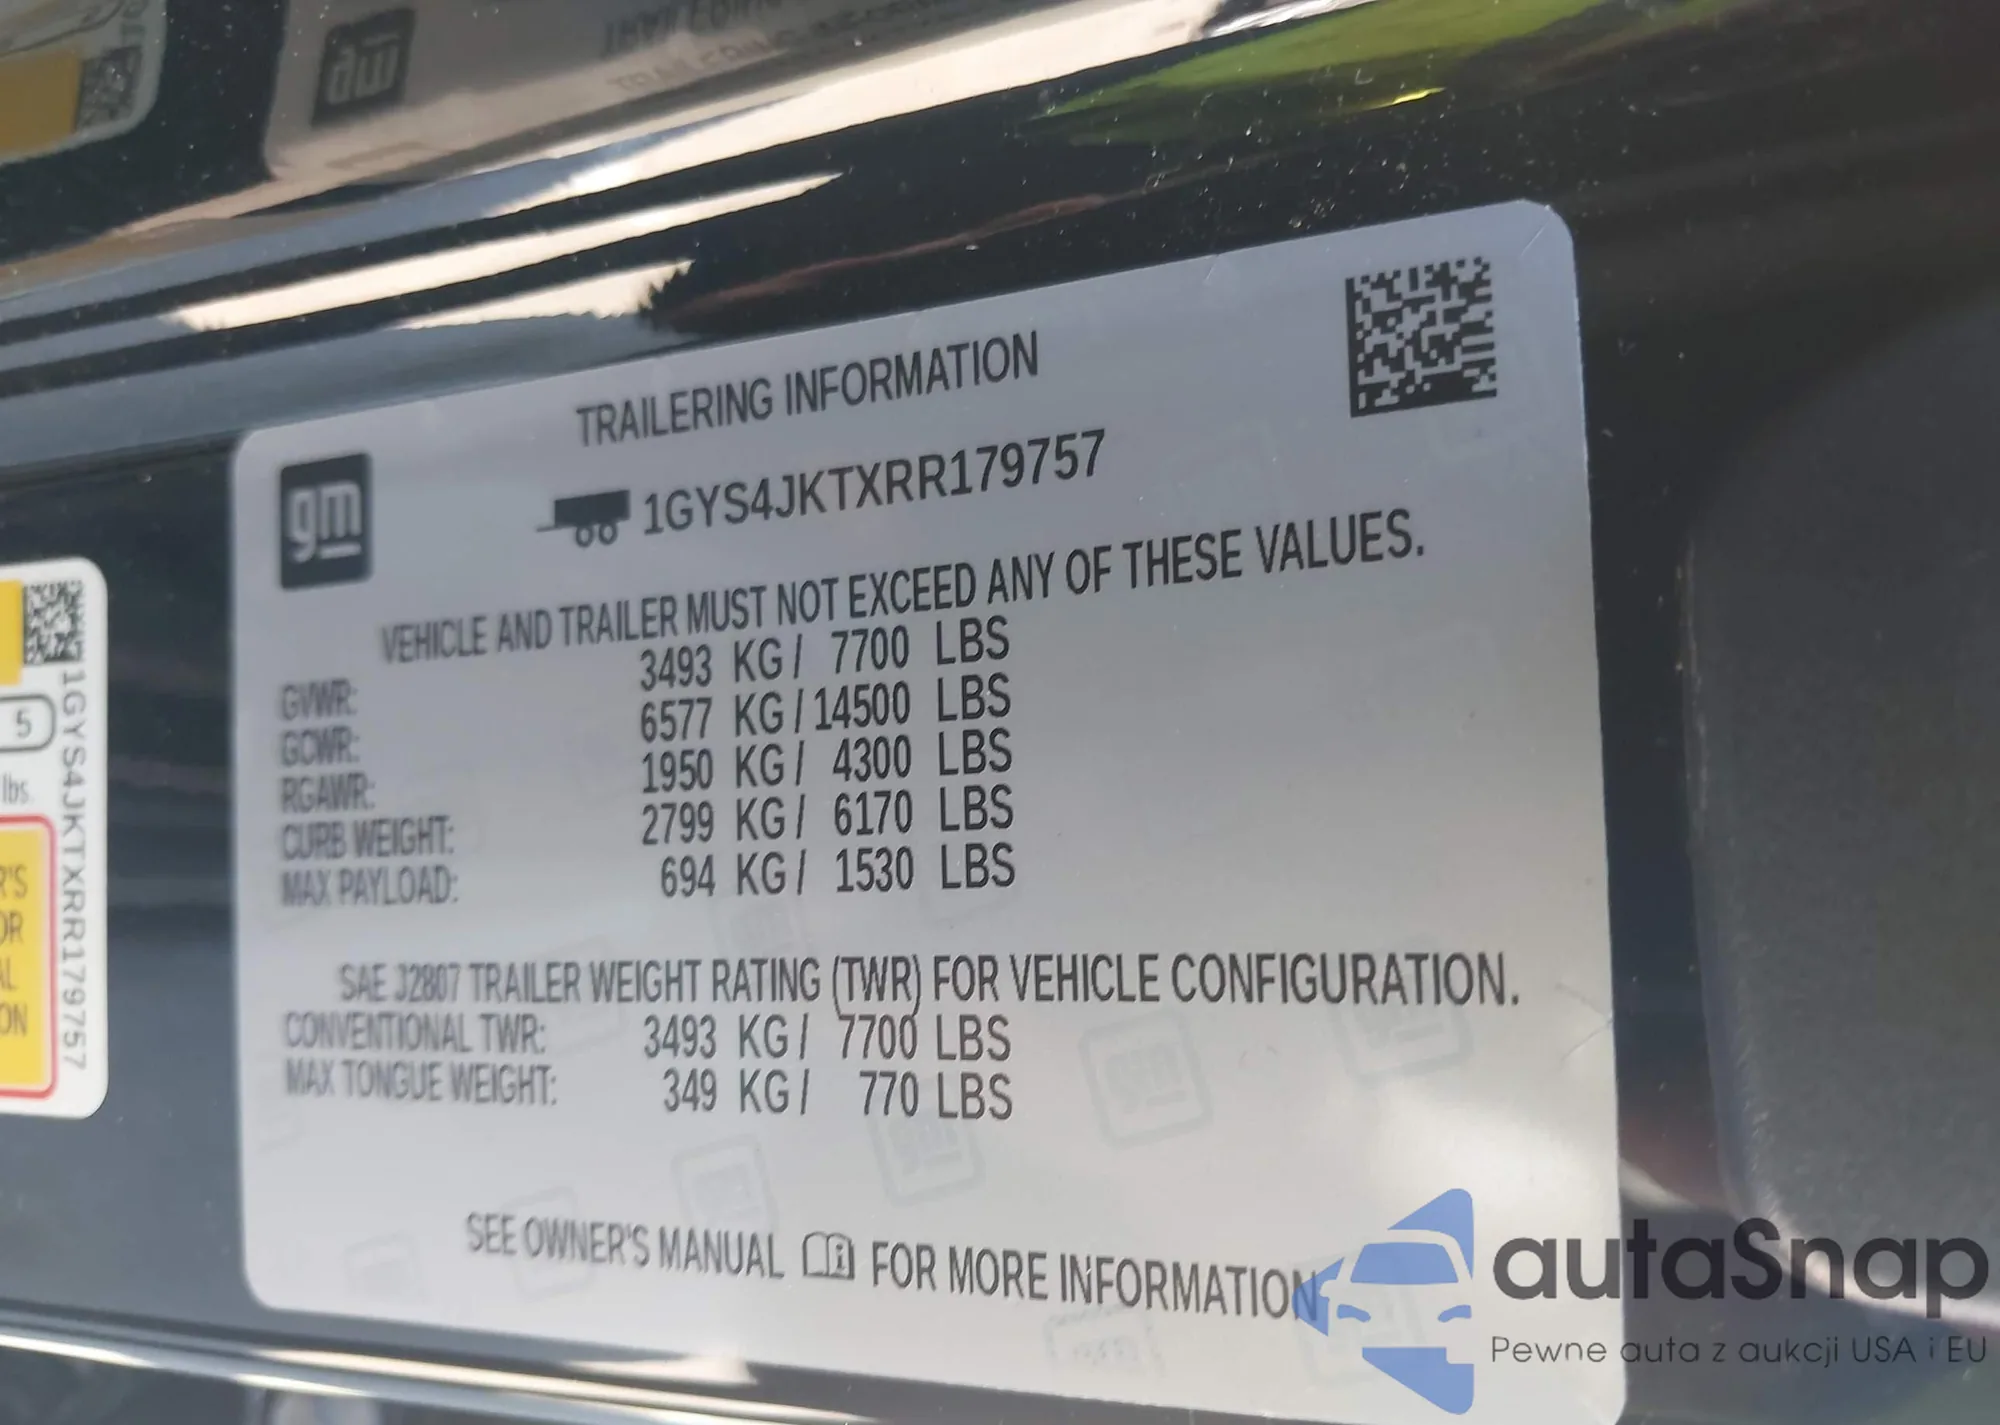 TRAILERING INFORMATION
gm
1GYS4JKTXRR179757
VEHICLE AND TRAILER MUST NOT EXCEED ANY OF THESE VALUES.
GVWR: 3493 KG / 7700 LBS
GCWR: 6577 KG / 14500 LBS
RGAWR: 1950 KG / 4300 LBS
CURB WEIGHT: 2799 KG / 6170 LBS
MAX PAYLOAD: 694 KG / 1530 LBS
SAE J2807 TRAILER WEIGHT RATING (TWR) FOR VEHICLE CONFIGURATION.
CONVENTIONAL TWR: 3493 KG / 7700 LBS
MAX TONGUE WEIGHT: 349 KG / 770 LBS
SEE OWNER'S MANUAL FOR MORE INFORMATION
5
lbs.
R'S
OR
AL
ON
1GYS4JKTXRR179757
autaSnap
Pewne auta z aukcji USA i EU